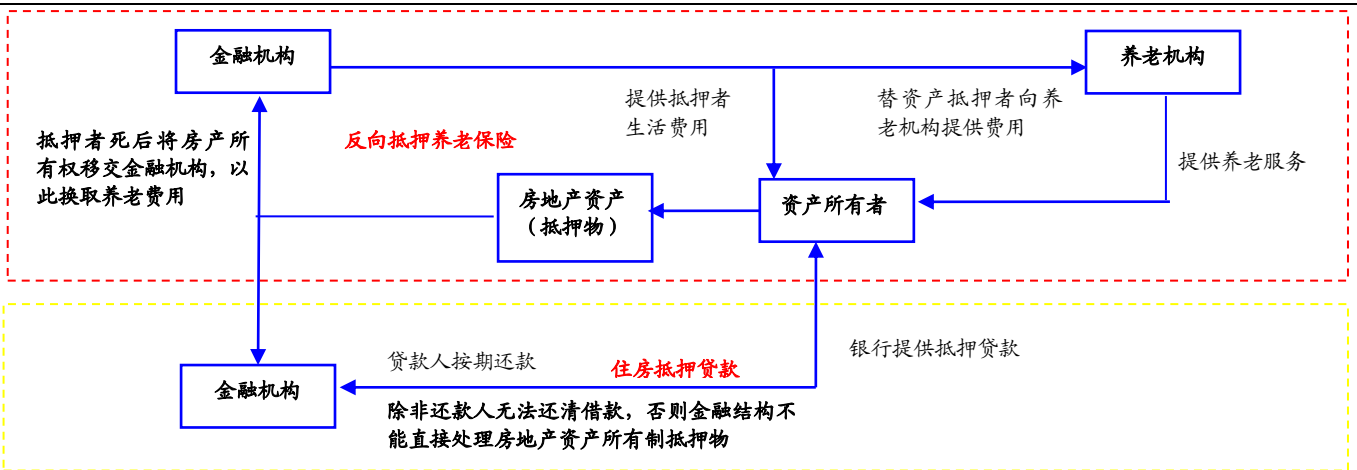 金融机构
养老机构
提供抵押者
生活费用
替资产抵押者向养
老机构提供费用
抵押者死后将房产所
有权移交金融机构，以
此换取养老费用
反向抵押养老保险
提供养老服务
房地产资产
（抵押物）
资产所有者
银行提供抵押贷款
贷款人按期还款
住房抵押贷款
金融机构
除非还款人无法还清借款，否则金融结构不
能直接处理房地产资产所有制抵押物